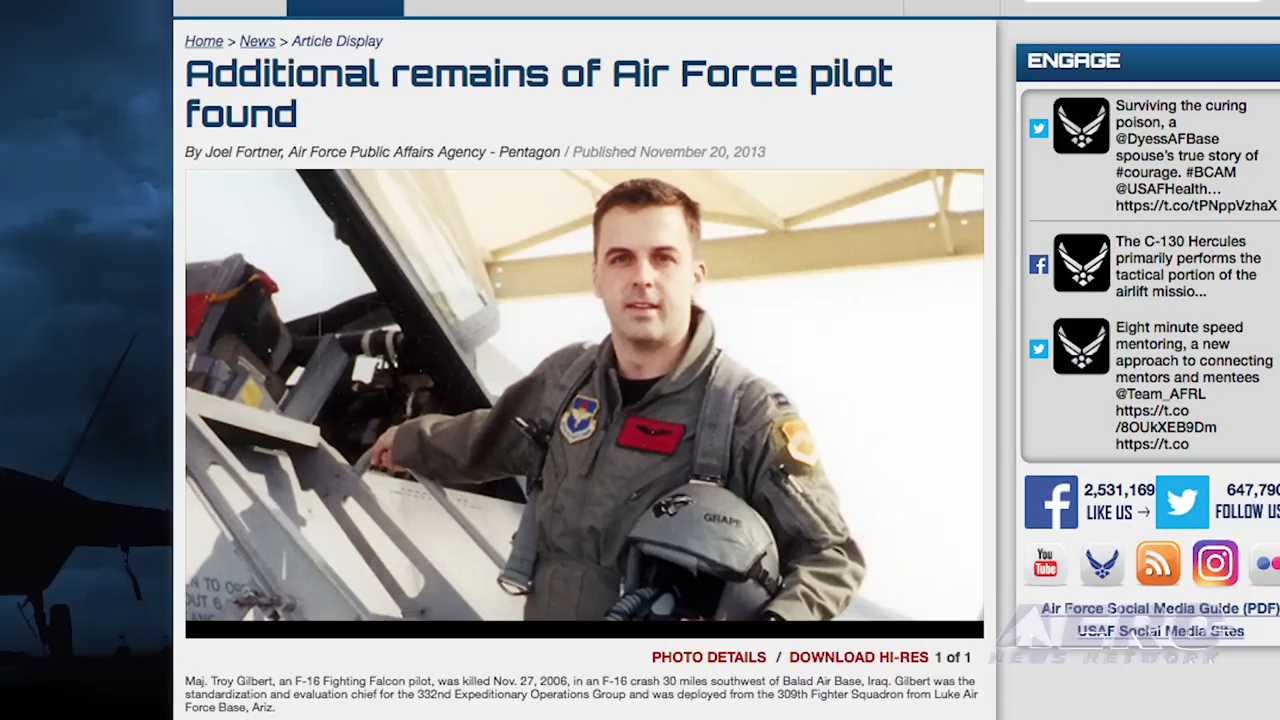 Home > News > Article Display
Additional remains of Air Force pilot
found
By Joel Fortner, Air Force Public Affairs Agency - Pentagon / Published November 20, 2013
GRAPE
PHOTO DETAILS / DOWNLOAD HI-RES 1 of 1
Maj. Troy Gilbert, an F-16 Fighting Falcon pilot, was killed Nov. 27, 2006, in an F-16 crash 30 miles southwest of Balad Air Base, Iraq. Gilbert was the
standardization and evaluation chief for the 332nd Expeditionary Operations Group and was deployed from the 309th Fighter Squadron from Luke Air
Force Base, Ariz.
ENGAGE
Surviving the curing
poison, a
@DyessAFBase
spouse's true story of
#courage. #BCAM
@USAFHealth...
https://t.co/tPNppVzhaX
The C-130 Hercules
primarily performs the
tactical portion of the
airlift missio...
Eight minute speed
mentoring, a new
approach to connecting
mentors and mentees
@Team_AFRL
https://t.co
/8OUkXEB9Dm
https://t.co
2,531,169 647,790
LIKE US → FOLLOW US
You
Tube
Air Force Social Media Guide (PDF)
USAF Social Media Sites
AERO
NEWS NETWORK